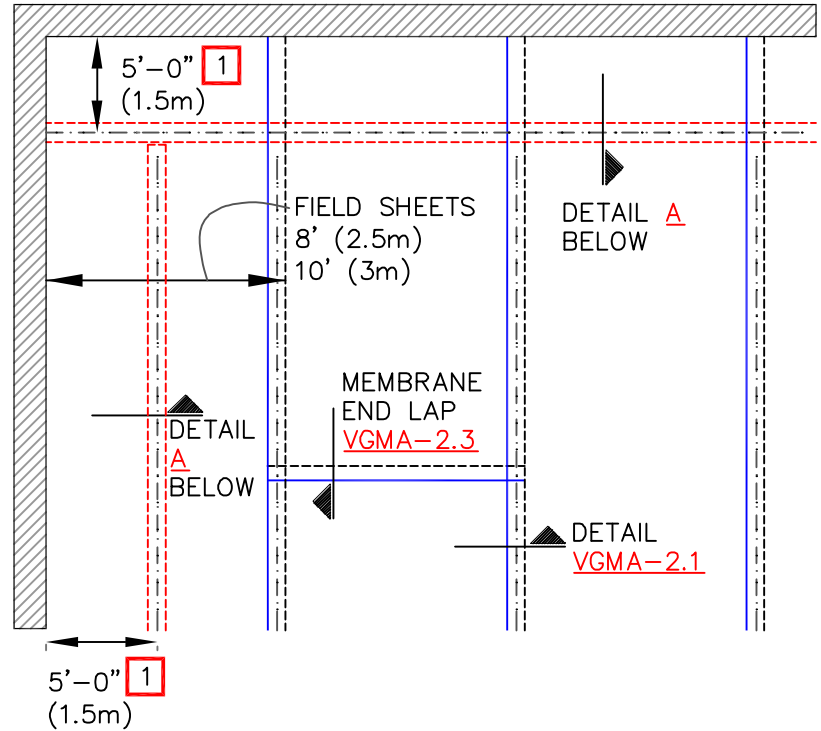 5'-0" 1
(1.5m)
FIELD SHEETS
8' (2.5m)
10' (3m)
DETAIL A
BELOW
MEMBRANE
END LAP
VGMA-2.3
DETAIL
A
BELOW
DETAIL
VGMA-2.1
5'-0" 1
(1.5m)